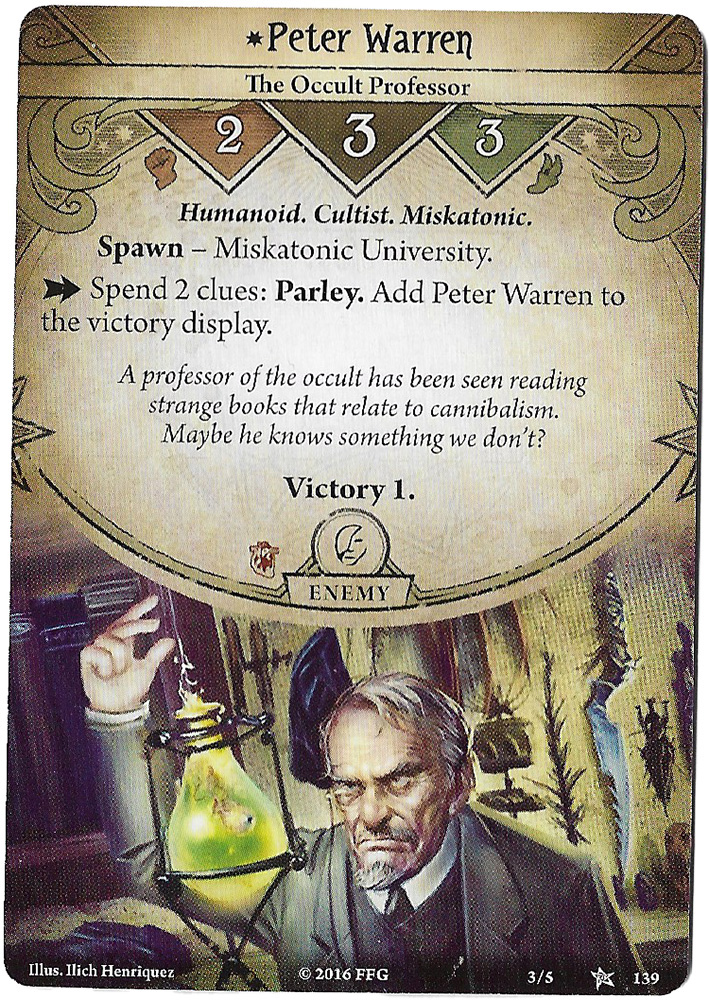 Peter Warren
The Occult Professor
2 3 3
Humanoid. Cultist. Miskatonic.
Spawn – Miskatonic University.
Spend 2 clues: Parley. Add Peter Warren to
the victory display.
A professor of the occult has been seen reading
strange books that relate to cannibalism.
Maybe he knows something we don't?
Victory 1.
ENEMY
Illus. Ilich Henriquez © 2016 FFG 3/5 139